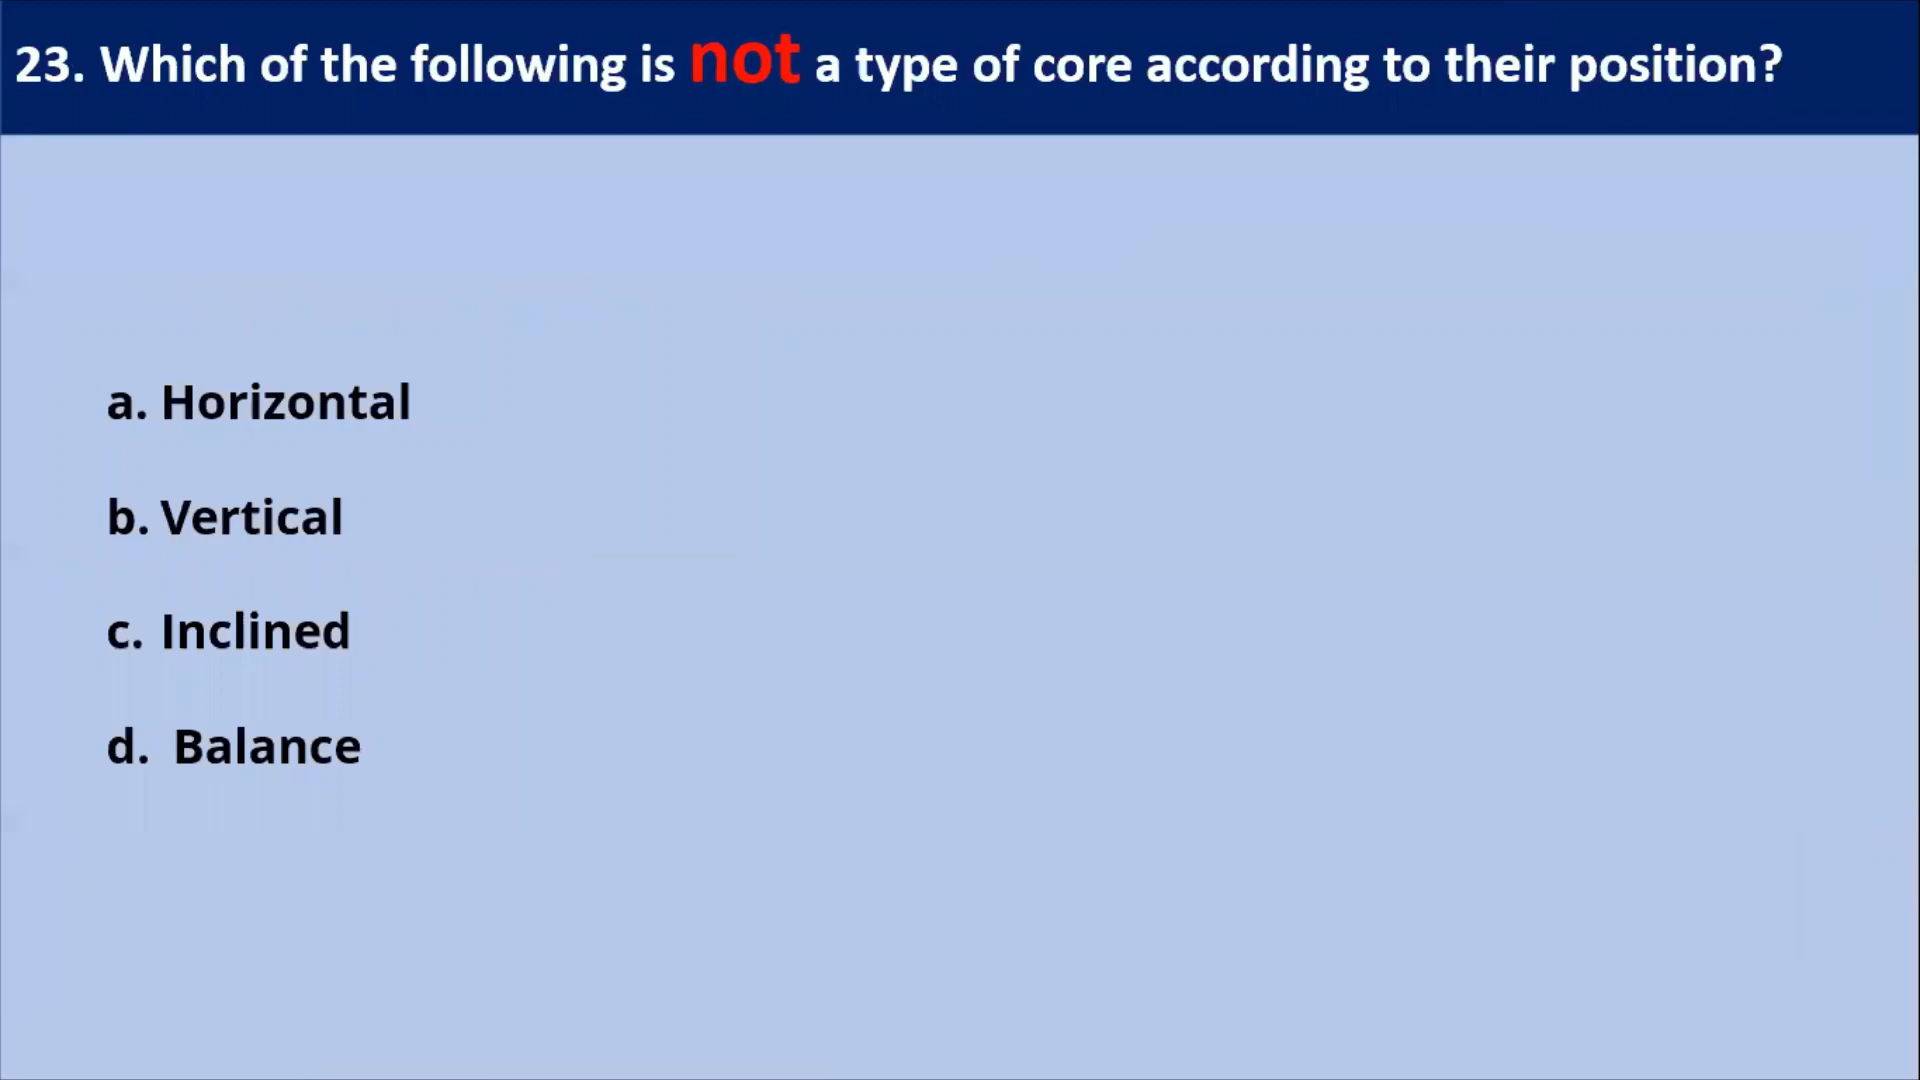 23. Which of the following is not a type of core according to their position?
a. Horizontal
b. Vertical
c. Inclined
d. Balance